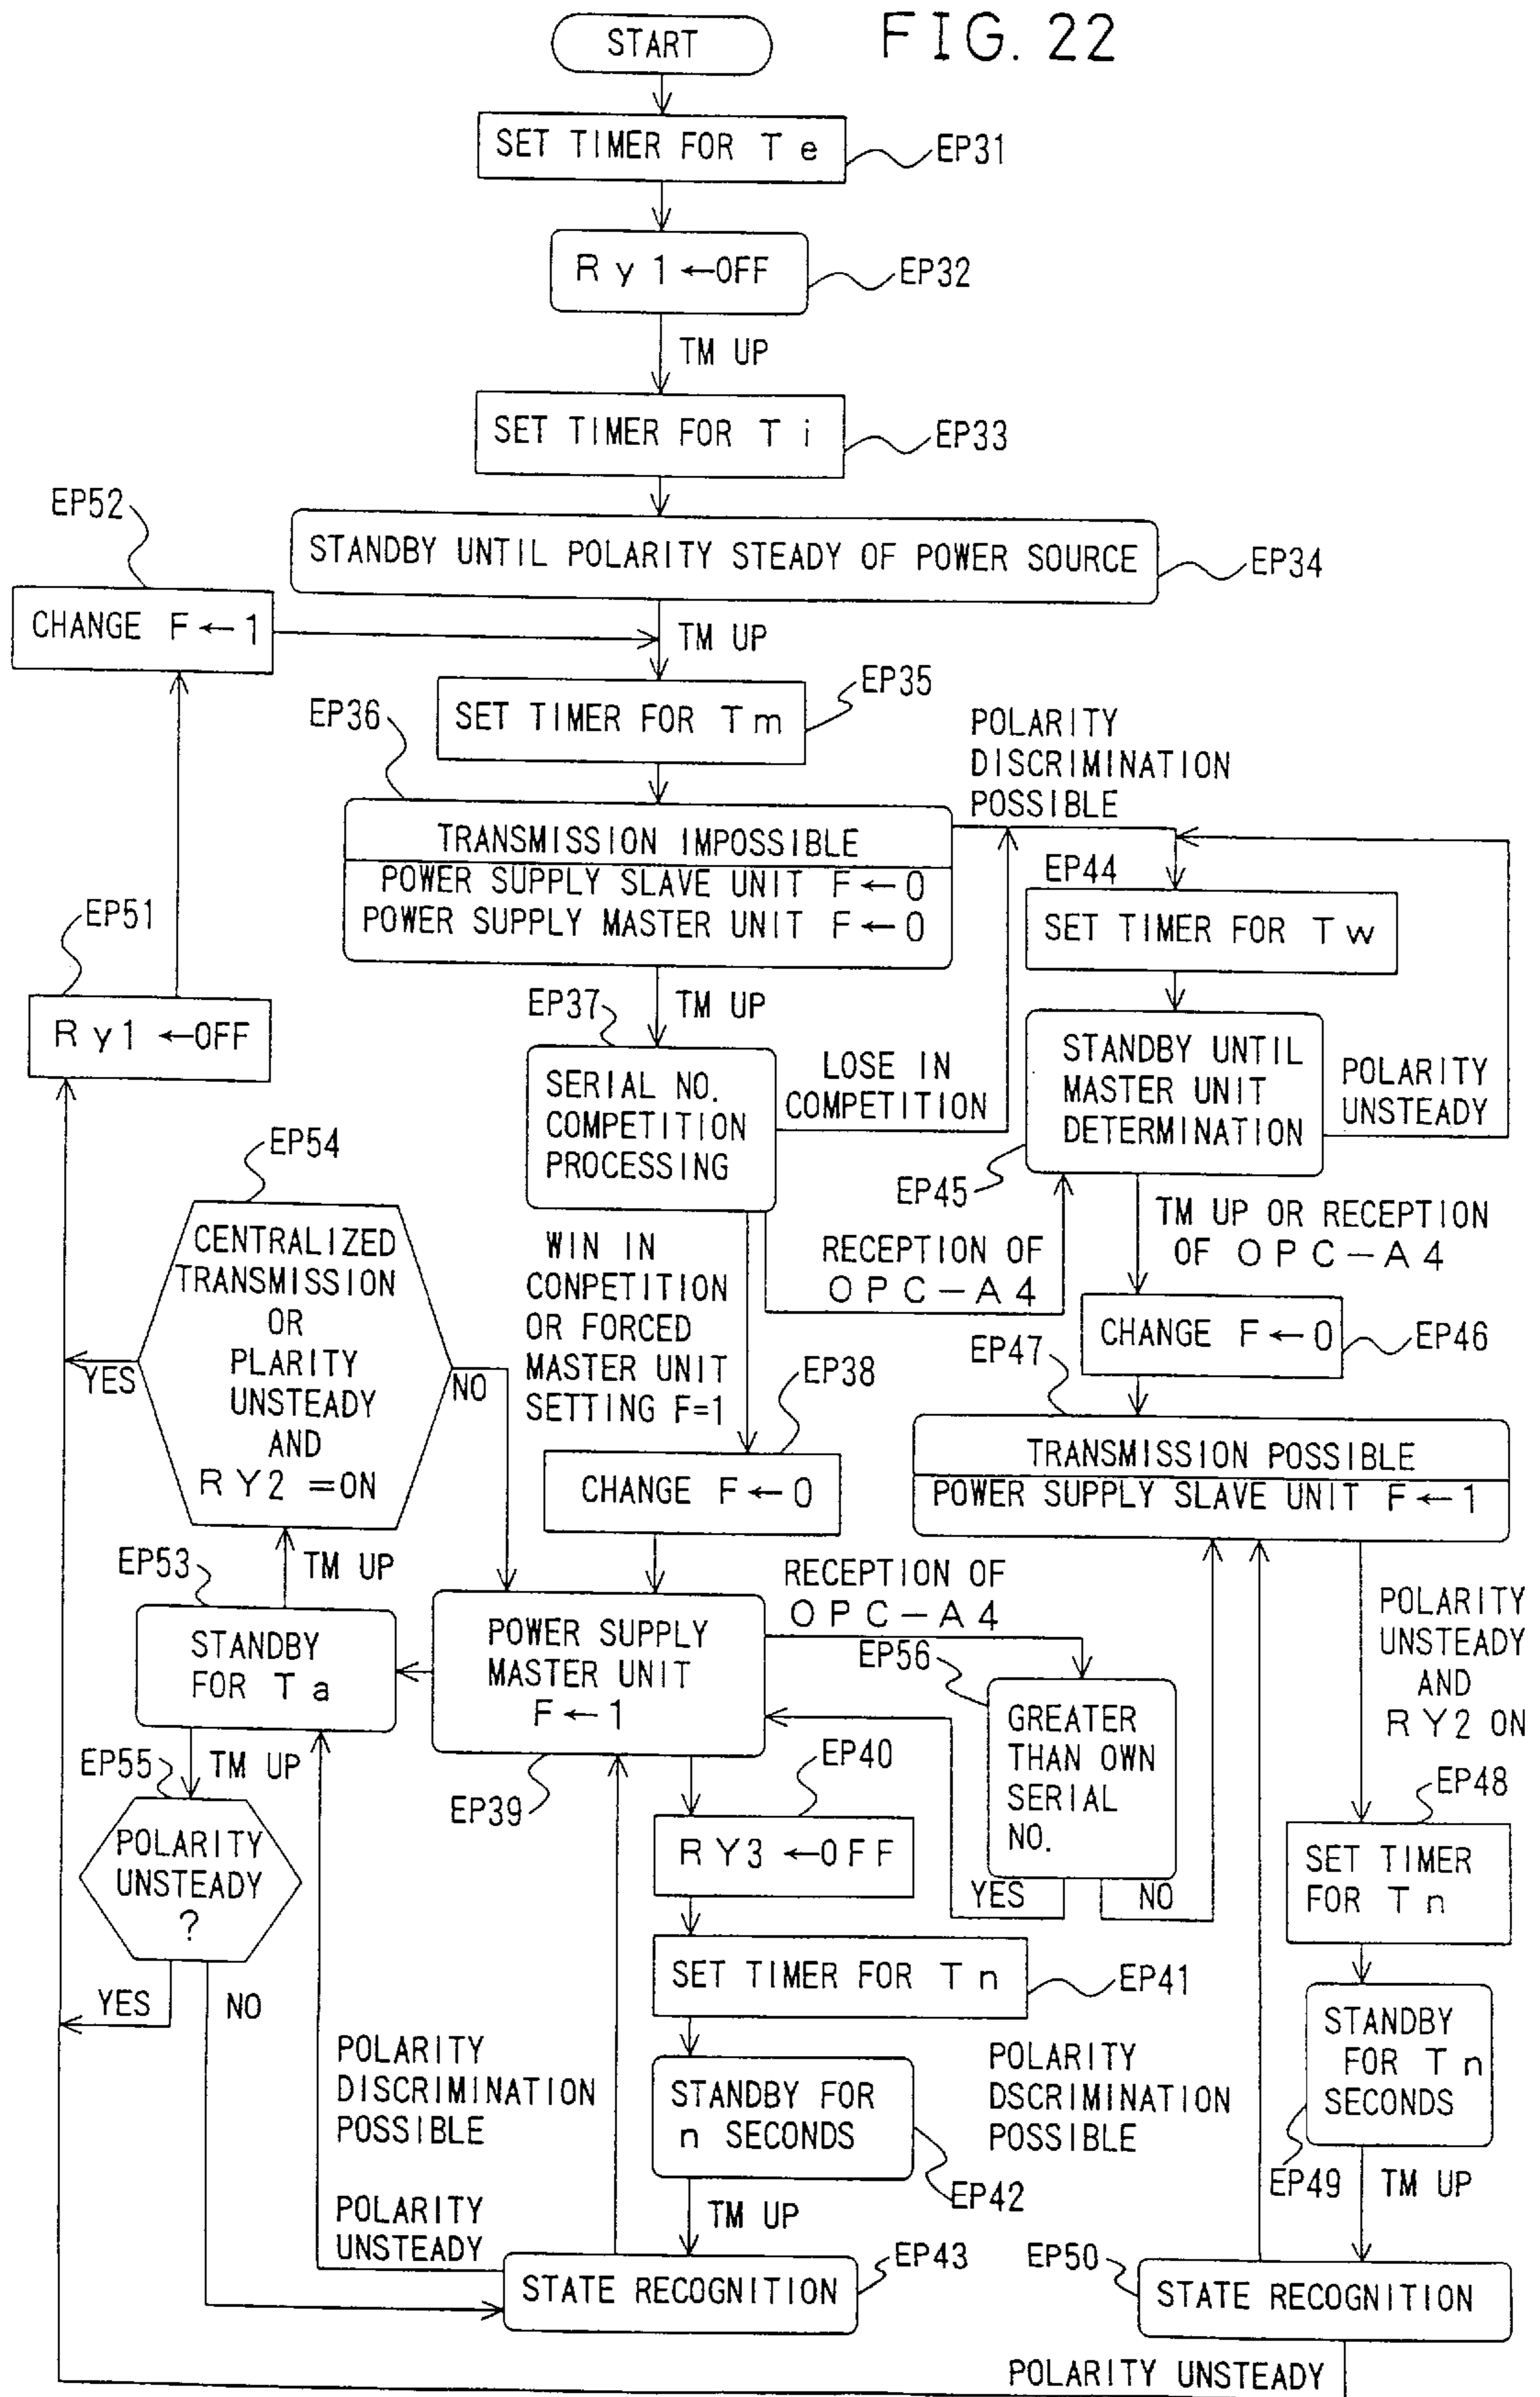 FIG. 22
START
SET TIMER FOR Te
EP31
Ry1 ←OFF
EP32
TM UP
SET TIMER FOR Ti
EP33
EP52
STANDBY UNTIL POLARITY STEADY OF POWER SOURCE
EP34
CHANGE F←1
TM UP
EP35
SET TIMER FOR Tm
EP36
POLARITY
DISCRIMINATION
POSSIBLE
TRANSMISSION IMPOSSIBLE
POWER SUPPLY SLAVE UNIT F←0
POWER SUPPLY MASTER UNIT F←0
EP44
SET TIMER FOR Tw
EP51
Ry1 ←OFF
TM UP
EP37
SERIAL NO.
COMPETITION
PROCESSING
LOSE IN
COMPETITION
STANDBY UNTIL
MASTER UNIT
DETERMINATION
POLARITY
UNSTEADY
EP45
EP54
CENTRALIZED
TRANSMISSION
OR
PLARITY
UNSTEADY
AND
RY2 =ON
YES
NO
WIN IN
CONPETITION
OR FORCED
MASTER UNIT
SETTING F=1
RECEPTION OF
OPC-A4
TM UP OR RECEPTION
OF OPC-A4
CHANGE F←0
EP46
EP47
EP38
TRANSMISSION POSSIBLE
POWER SUPPLY SLAVE UNIT F←1
CHANGE F←0
EP53
TM UP
STANDBY
FOR Ta
POWER SUPPLY
MASTER UNIT
F←1
RECEPTION OF
OPC-A4
EP56
GREATER
THAN OWN
SERIAL
NO.
POLARITY
UNSTEADY
AND
RY2 ON
EP55
TM UP
EP39
EP40
EP48
POLARITY
UNSTEADY
?
RY3 ←OFF
YES
NO
SET TIMER
FOR Tn
YES
NO
SET TIMER FOR Tn
EP41
STANDBY
FOR Tn
SECONDS
POLARITY
DISCRIMINATION
POSSIBLE
STANDBY FOR
n SECONDS
POLARITY
DSCRIMINATION
POSSIBLE
EP42
EP49
TM UP
POLARITY
UNSTEADY
TM UP
EP43
EP50
STATE RECOGNITION
STATE RECOGNITION
POLARITY UNSTEADY